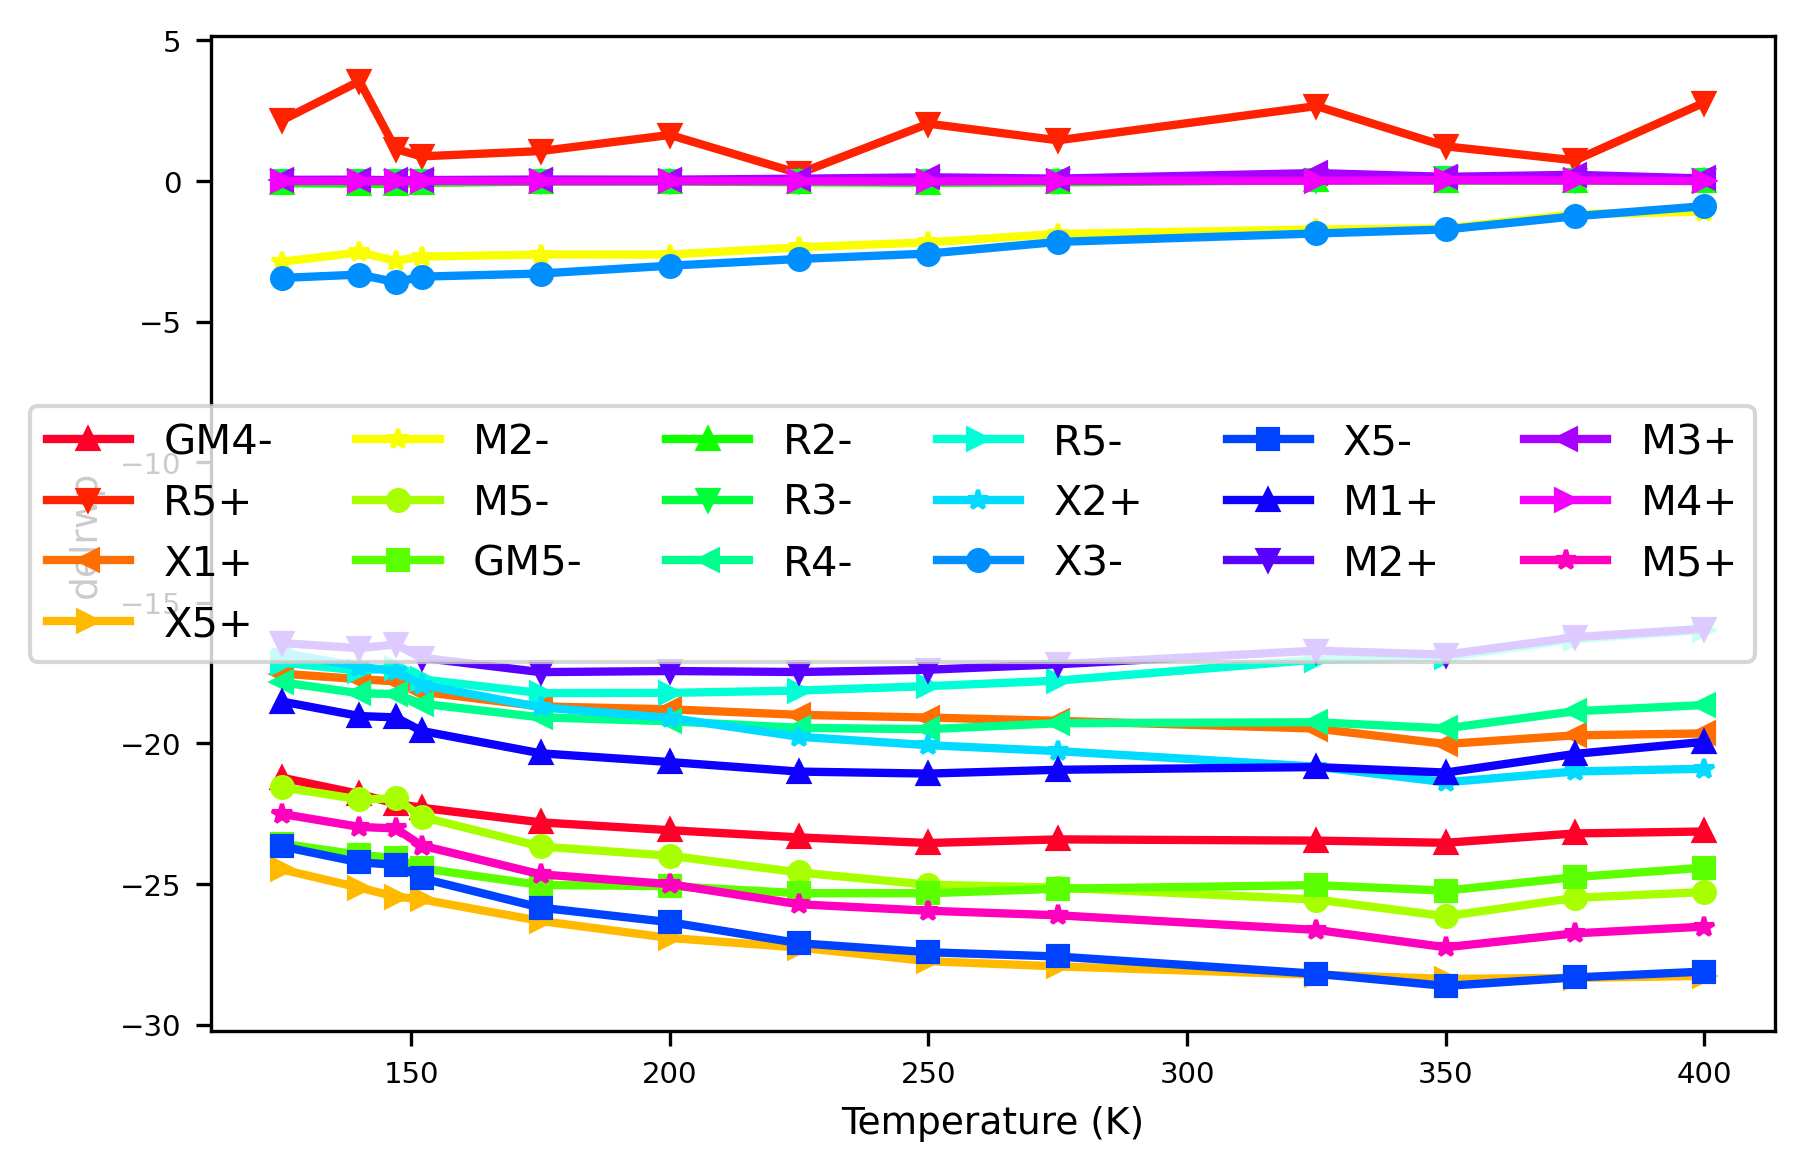 5
0
−5
−10
−15
−20
−25
−30
delrwp
GM4- M2- R2- R5- X5- M3+
R5+ M5- R3- X2+ M1+ M4+
X1+ GM5- R4- X3- M2+ M5+
X5+
150 200 250 300 350 400
Temperature (K)